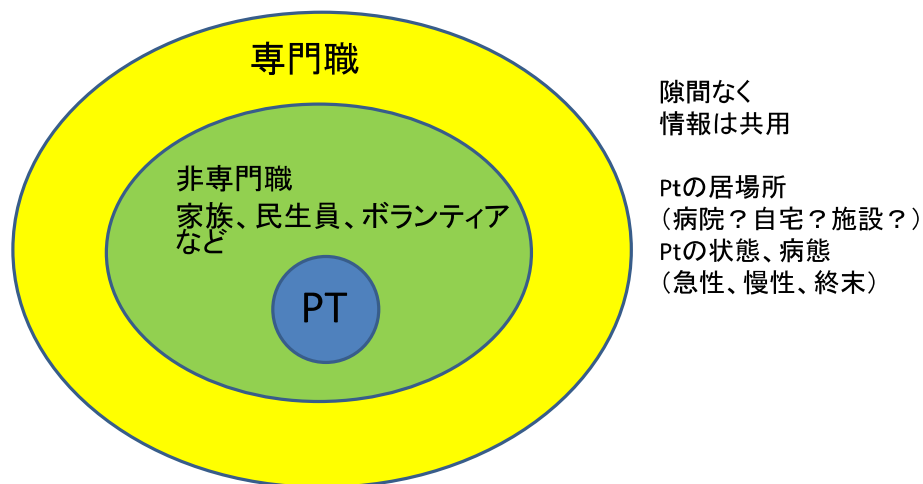 専門職
非専門職
家族、民生員、ボランティア
など
PT
隙間なく
情報は共用
Ptの居場所
（病院？自宅？施設？）
Ptの状態、病態
（急性、慢性、終末）